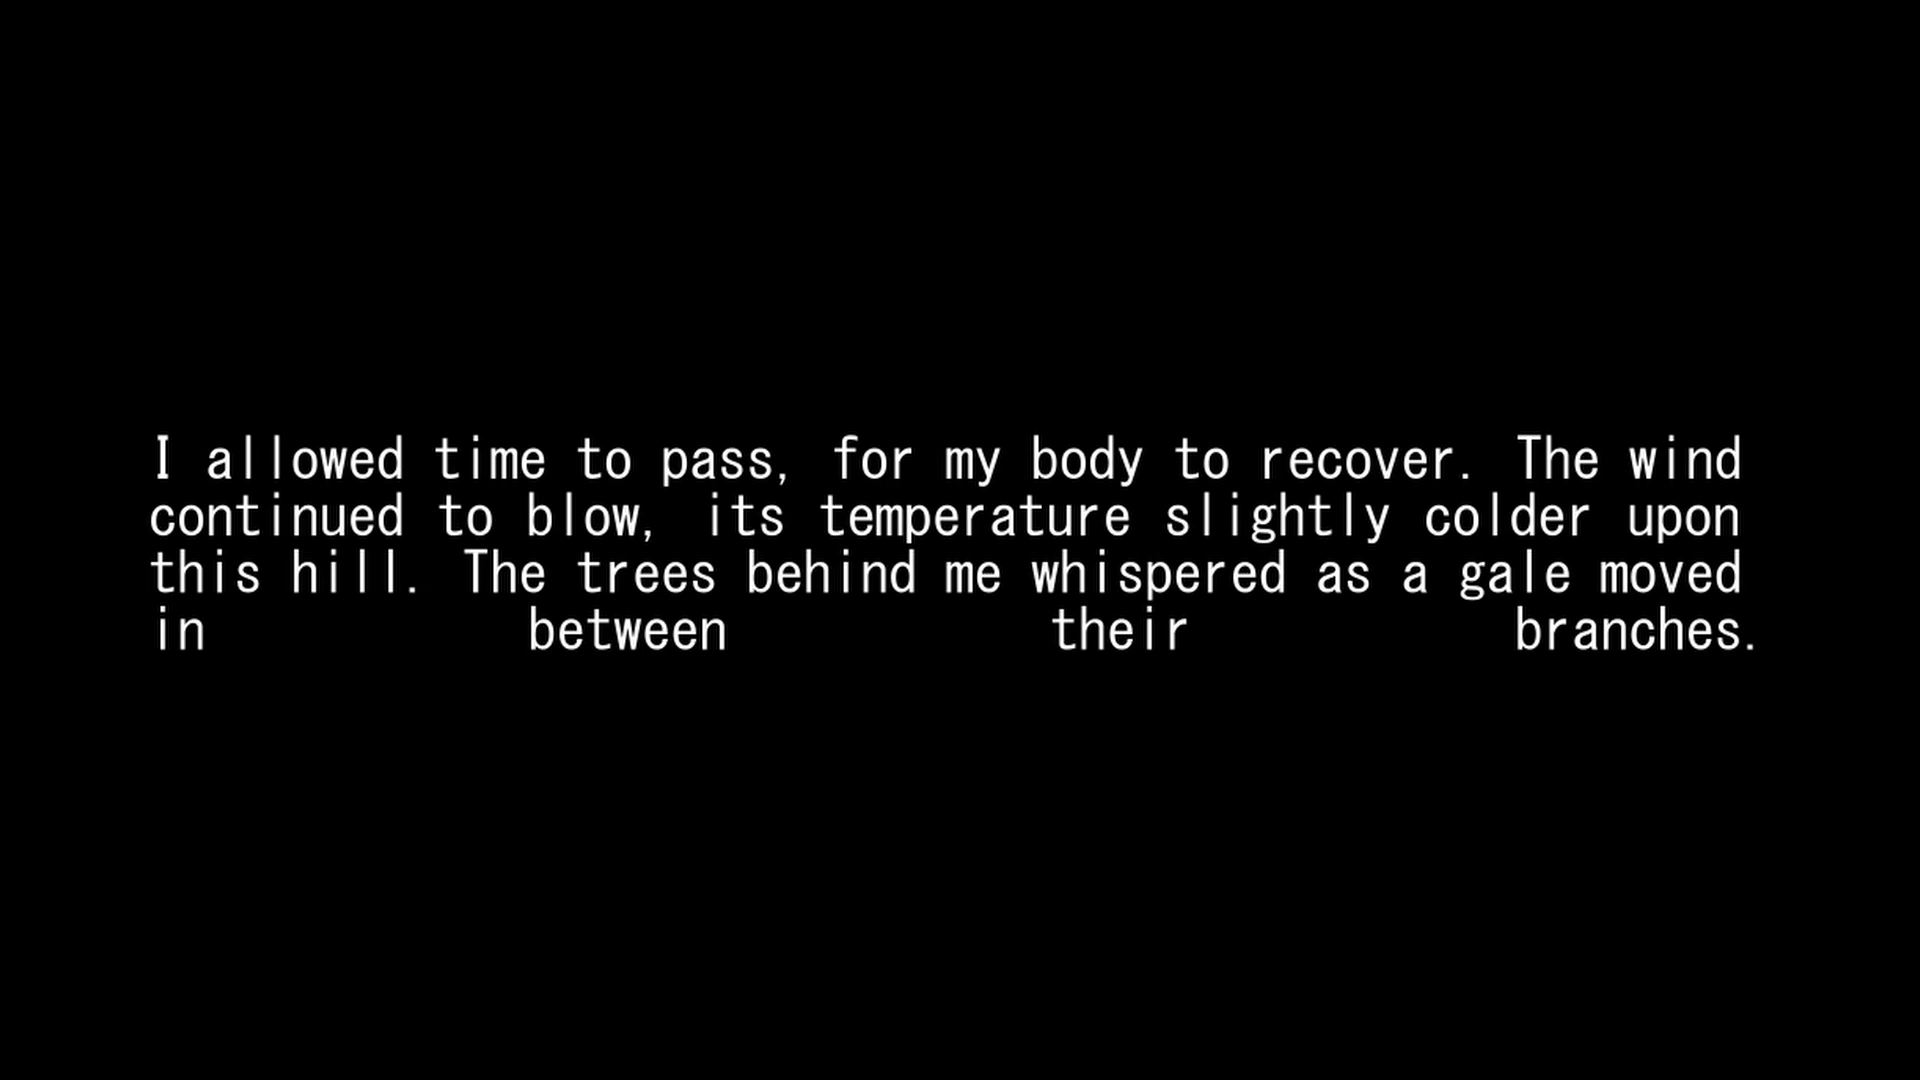 I allowed time to pass, for my body to recover. The wind
continued to blow, its temperature slightly colder upon
this hill. The trees behind me whispered as a gale moved
in between their branches.